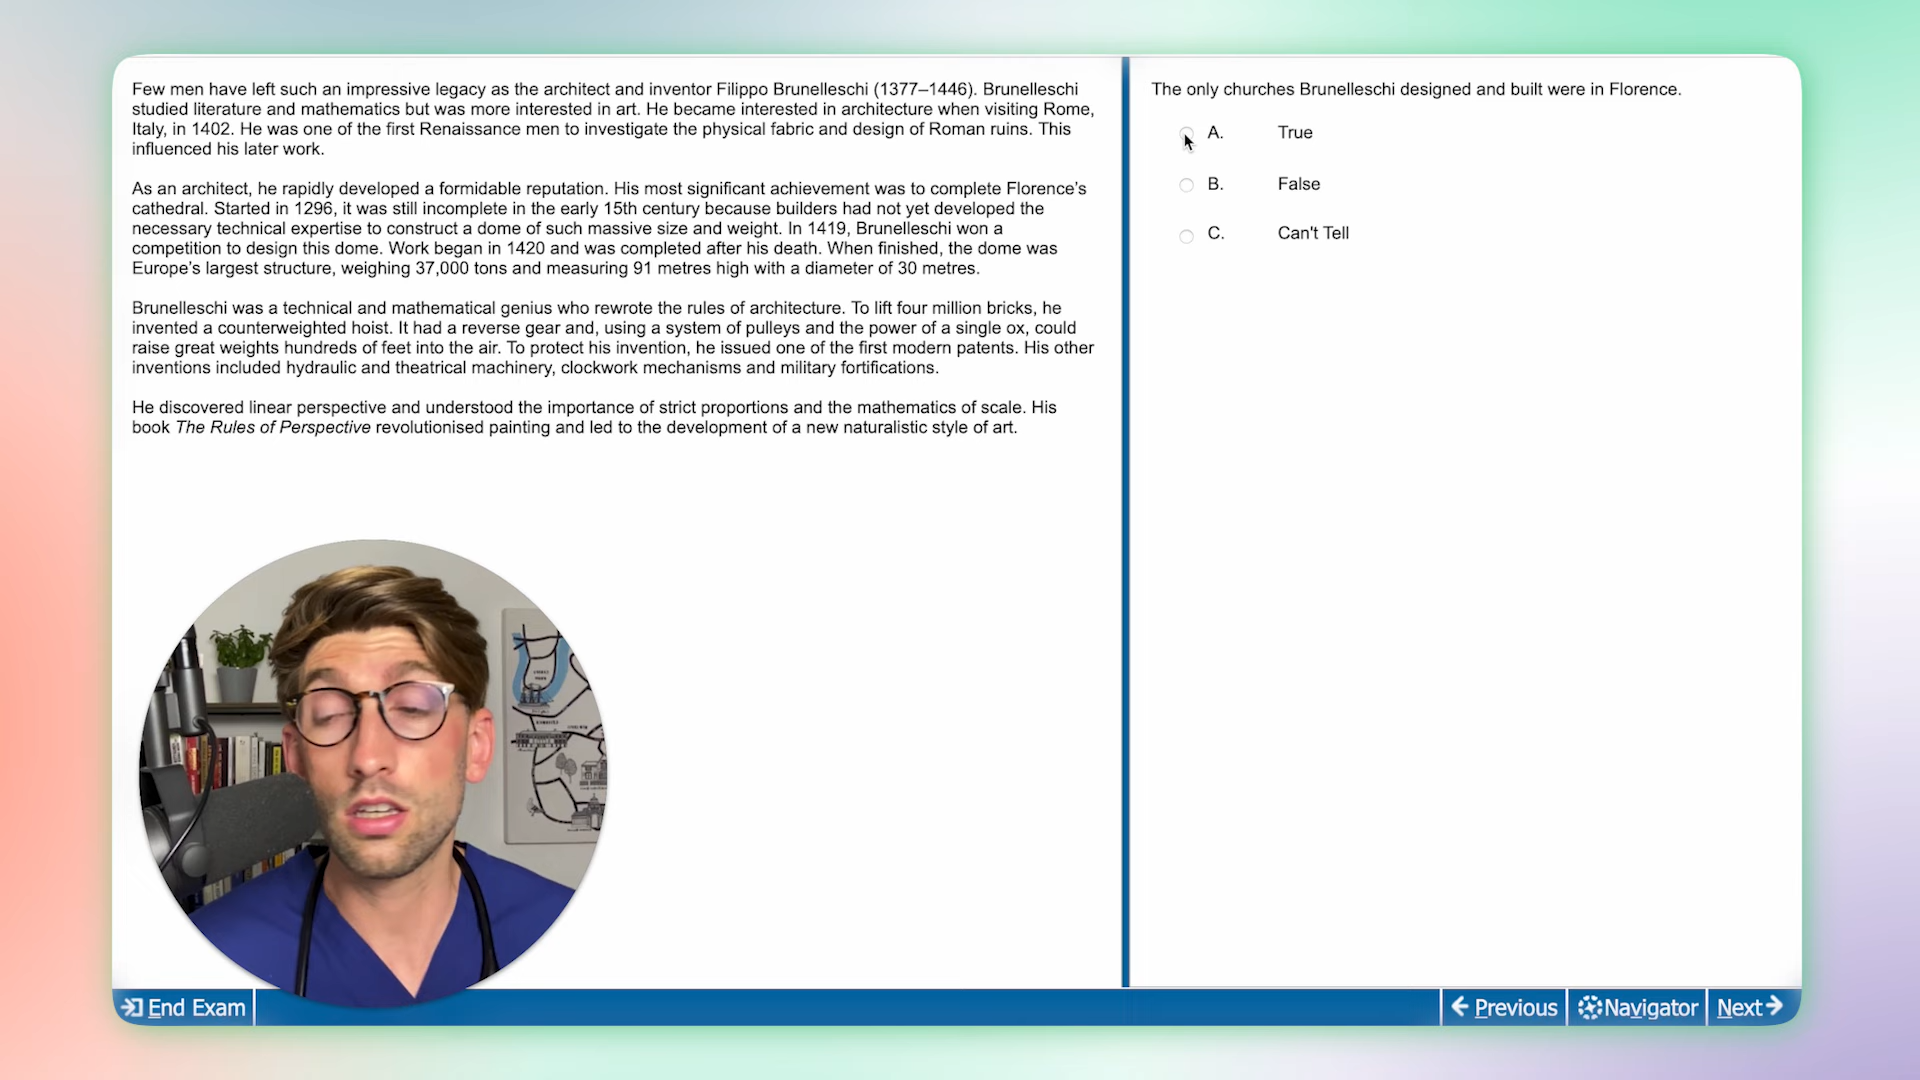 Few men have left such an impressive legacy as the architect and inventor Filippo Brunelleschi (1377–1446). Brunelleschi
studied literature and mathematics but was more interested in art. He became interested in architecture when visiting Rome,
Italy, in 1402. He was one of the first Renaissance men to investigate the physical fabric and design of Roman ruins. This
influenced his later work.
As an architect, he rapidly developed a formidable reputation. His most significant achievement was to complete Florence’s
cathedral. Started in 1296, it was still incomplete in the early 15th century because builders had not yet developed the
necessary technical expertise to construct a dome of such massive size and weight. In 1419, Brunelleschi won a
competition to design this dome. Work began in 1420 and was completed after his death. When finished, the dome was
Europe’s largest structure, weighing 37,000 tons and measuring 91 metres high with a diameter of 30 metres.
Brunelleschi was a technical and mathematical genius who rewrote the rules of architecture. To lift four million bricks, he
invented a counterweighted hoist. It had a reverse gear and, using a system of pulleys and the power of a single ox, could
raise great weights hundreds of feet into the air. To protect his invention, he issued one of the first modern patents. His other
inventions included hydraulic and theatrical machinery, clockwork mechanisms and military fortifications.
He discovered linear perspective and understood the importance of strict proportions and the mathematics of scale. His
book The Rules of Perspective revolutionised painting and led to the development of a new naturalistic style of art.
The only churches Brunelleschi designed and built were in Florence.
A. True
B. False
C. Can't Tell
End Exam
Previous
Navigator
Next